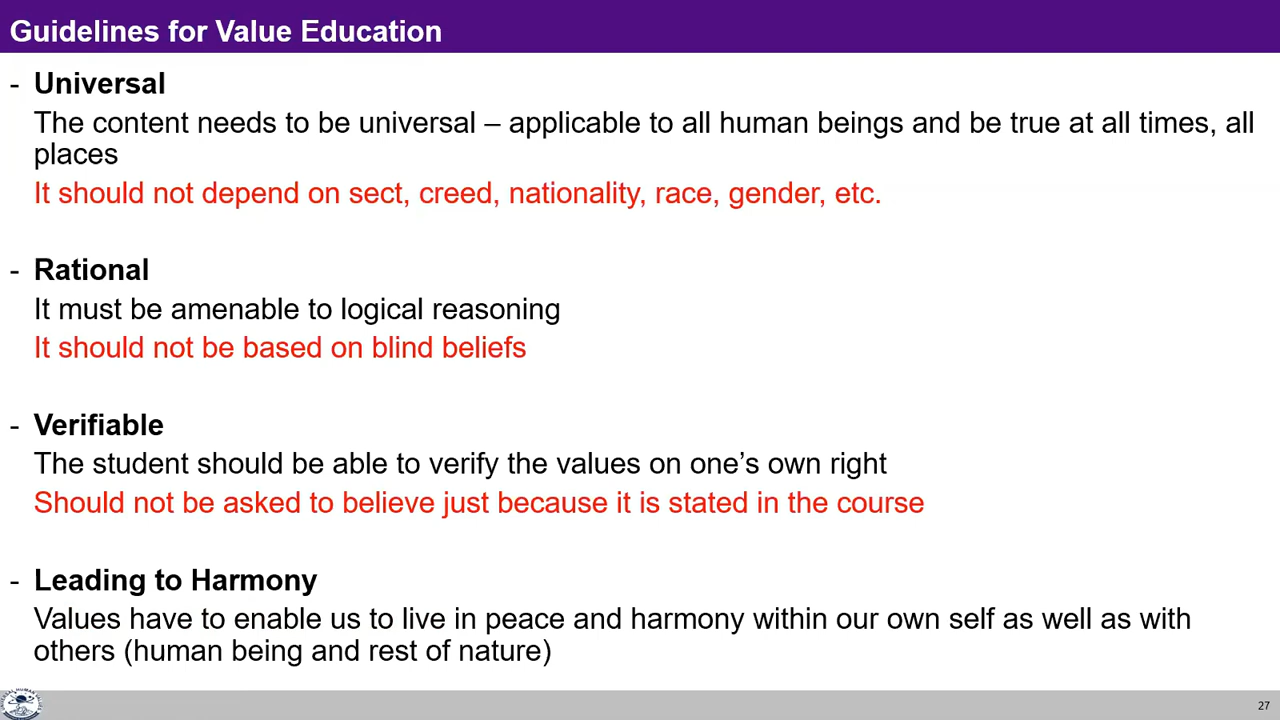 Guidelines for Value Education
- Universal
The content needs to be universal – applicable to all human beings and be true at all times, all
places
It should not depend on sect, creed, nationality, race, gender, etc.
- Rational
It must be amenable to logical reasoning
It should not be based on blind beliefs
- Verifiable
The student should be able to verify the values on one’s own right
Should not be asked to believe just because it is stated in the course
- Leading to Harmony
Values have to enable us to live in peace and harmony within our own self as well as with
others (human being and rest of nature)
27